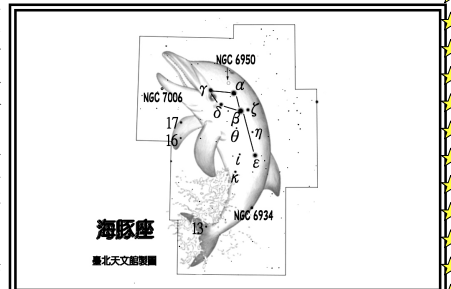 NGC 6950
γ
α
NGC 7006
δ
ζ
β
17
θ
η
16
ι
ε
κ
NGC 6934
海豚座
13
臺北天文館製圖